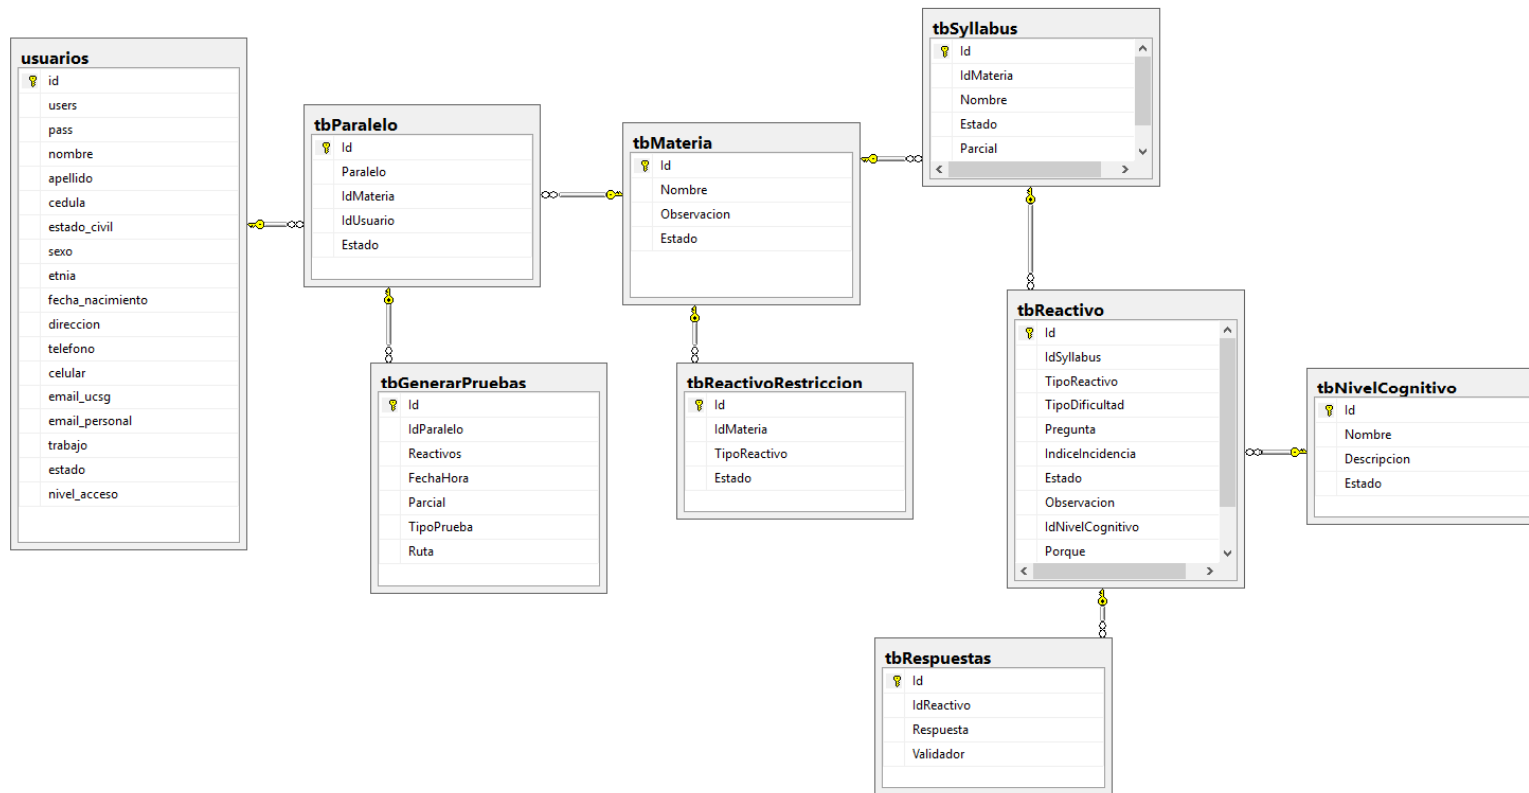 usuarios
id
users
pass
nombre
apellido
cedula
estado_civil
sexo
etnia
fecha_nacimiento
direccion
telefono
celular
email_ucsg
email_personal
trabajo
estado
nivel_acceso
tbParalelo
Id
Paralelo
IdMateria
IdUsuario
Estado
tbGenerarPruebas
Id
IdParalelo
Reactivos
FechaHora
Parcial
TipoPrueba
Ruta
tbMateria
Id
Nombre
Observacion
Estado
tbReactivoRestriccion
Id
IdMateria
TipoReactivo
Estado
tbSyllabus
Id
IdMateria
Nombre
Estado
Parcial
tbReactivo
Id
IdSyllabus
TipoReactivo
TipoDificultad
Pregunta
IndiceIncidencia
Estado
Observacion
IdNivelCognitivo
Porque
tbNivelCognitivo
Id
Nombre
Descripcion
Estado
tbRespuestas
Id
IdReactivo
Respuesta
Validador